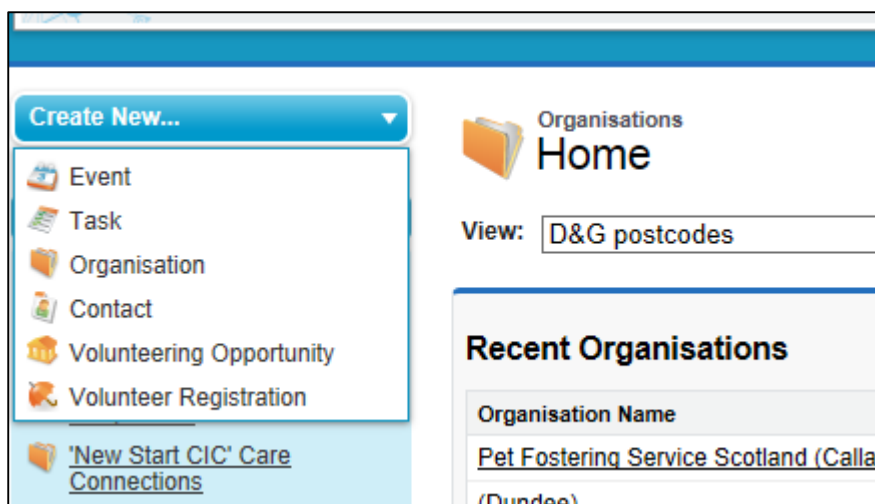 Create New...
Event
Task
Organisation
Contact
Volunteering Opportunity
Volunteer Registration
'New Start CIC' Care
Connections
Organisations
Home
View: D&G postcodes
Recent Organisations
Organisation Name
Pet Fostering Service Scotland (Calla
(Dundee)